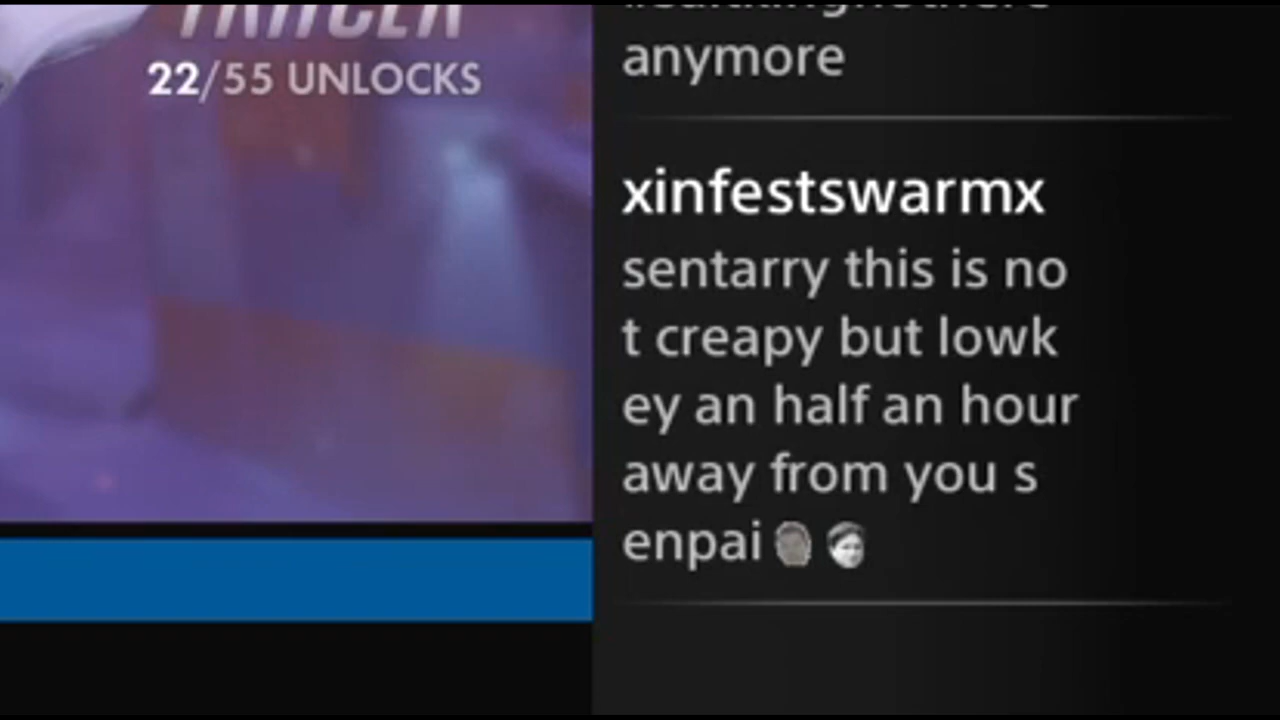 TRACER
22/55 UNLOCKS
anymore
xinfestswarmx
sentarry this is no
t creapy but lowk
ey an half an hour
away from you s
enpai